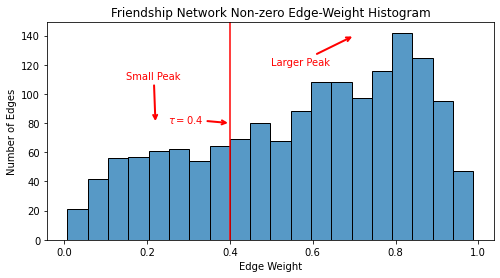 Friendship Network Non-zero Edge-Weight Histogram
140
120
100
80
60
40
20
0
Number of Edges
Small Peak
τ = 0.4
Larger Peak
0.0 0.2 0.4 0.6 0.8 1.0
Edge Weight